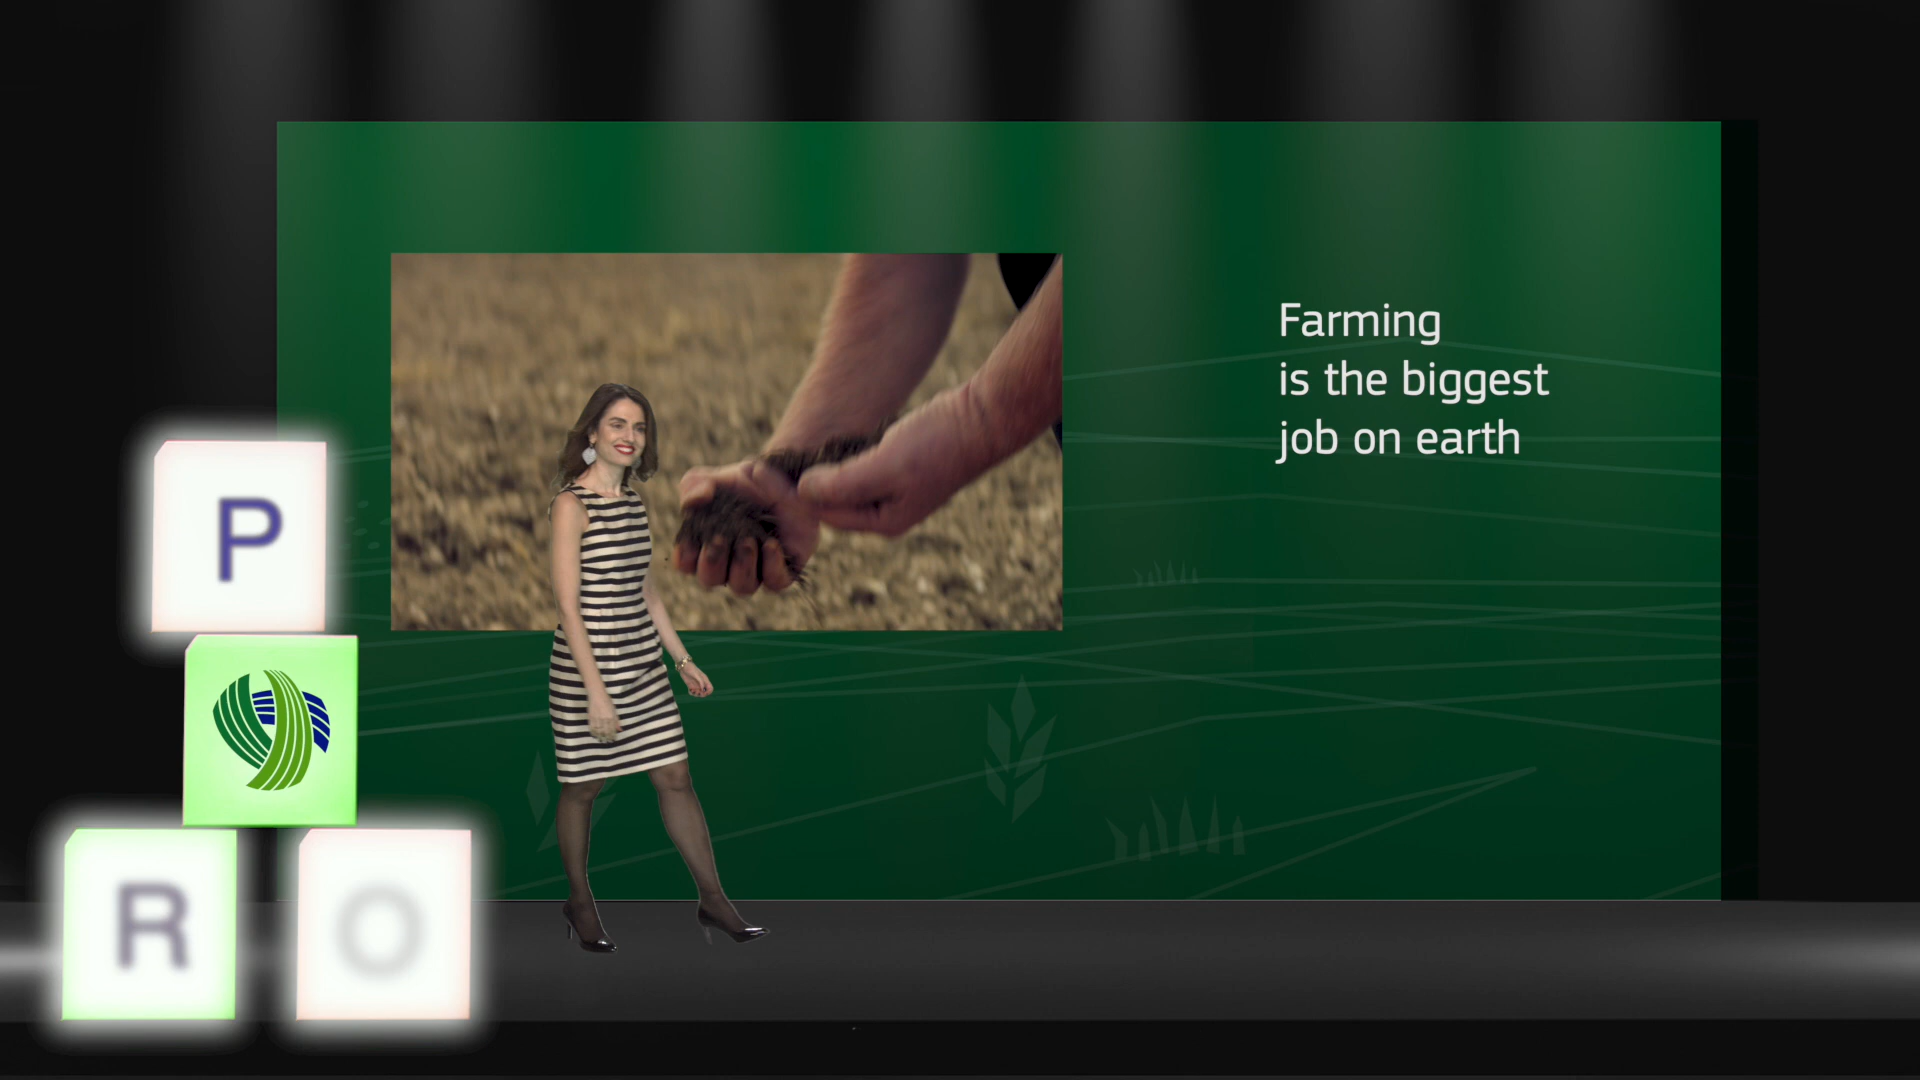 Farming
is the biggest
job on earth
P
R O